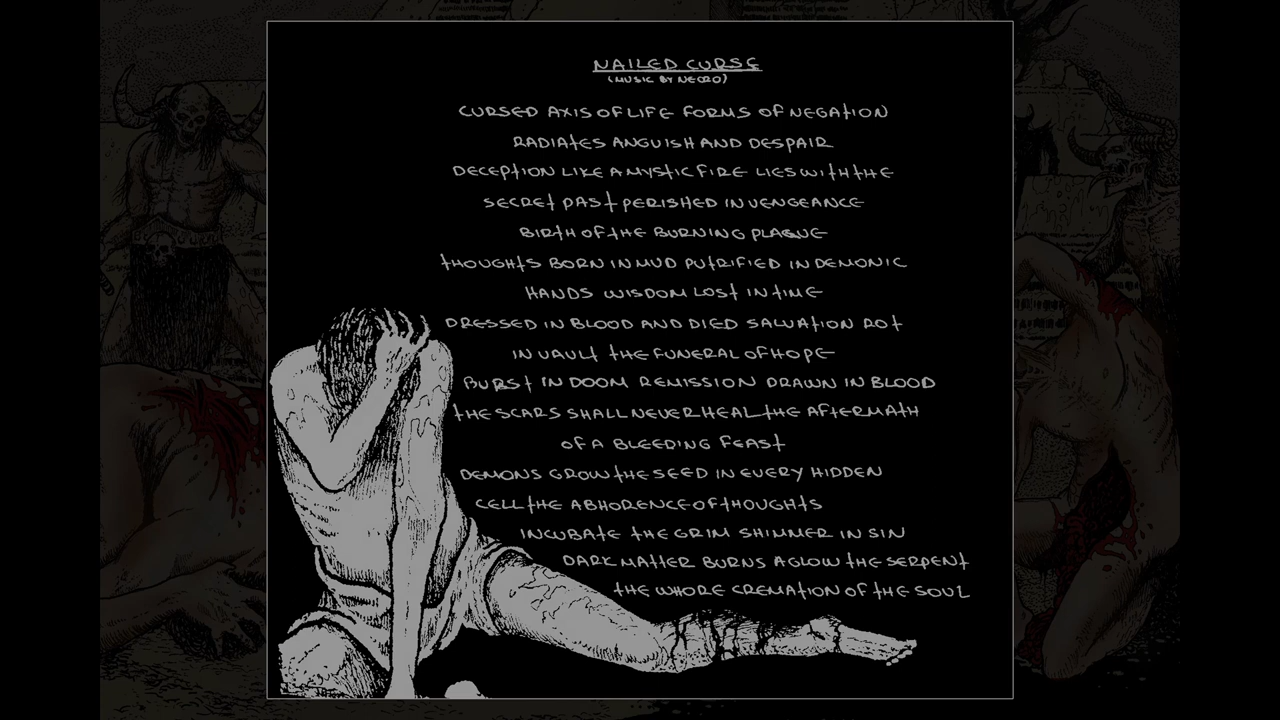 NAILED CURSE
(MUSIC BY NECRO)
CURSED AXIS OF LIFE FORMS OF NEGATION
RADIATES ANGUISH AND DESPAIR
DECEPTION LIKE A MYSTIC FIRE LIES WITH THE
SECRET PAST PERISHED IN VENGEANCE
BIRTH OF THE BURNING PLAGUE
THOUGHTS BORN IN MUD PUTRIFIED IN DEMONIC
HANDS WISDOM LOST IN TIME
DRESSED IN BLOOD AND DIED SALVATION ROT
IN VAULT THE FUNERAL OF HOPE
BURST IN DOOM REMISSION DRAWN IN BLOOD
THE SCARS SHALL NEVER HEAL THE AFTERMATH
OF A BLEEDING FEAST
DEMONS GROW THE SEED IN EVERY HIDDEN
CELL THE ABHORENCE OF THOUGHTS
INCUBATE THE GRIM SHIMMER IN SIN
DARK MATTER BURNS AGLOW THE SERPENT
THE WHORE CREMATION OF THE SOUL